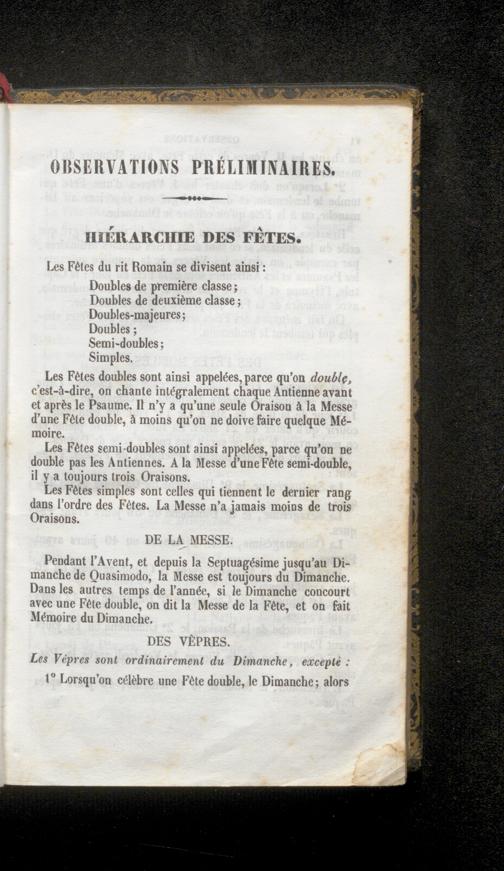 OBSERVATIONS PRÉLIMINAIRES.
HIÉRARCHIE DES FÊTES.
Les Fêtes du rit Romain se divisent ainsi :
Doubles de première classe ;
Doubles de deuxième classe ;
Doubles-majeures ;
Doubles ;
Semi-doubles ;
Simples.
Les Fêtes doubles sont ainsi appelées, parce qu'on double,
c'est-à-dire, on chante intégralement chaque Antienne avant
et après le Psaume. Il n'y a qu'une seule Oraison à la Messe
d'une Fête double, à moins qu'on ne doive faire quelque Mé-
moire.
Les Fêtes semi-doubles sont ainsi appelées, parce qu'on ne
double pas les Antiennes. A la Messe d'une Fête semi-double,
il y a toujours trois Oraisons.
Les Fêtes simples sont celles qui tiennent le dernier rang
dans l'ordre des Fêtes. La Messe n'a jamais moins de trois
Oraisons.
DE LA MESSE.
Pendant l'Avent, et depuis la Septuagésime jusqu'au Di-
manche de Quasimodo, la Messe est toujours du Dimanche.
Dans les autres temps de l'année, si le Dimanche concourt
avec une Fête double, on dit la Messe de la Fête, et on fait
Mémoire du Dimanche.
DES VÊPRES.
Les Vêpres sont ordinairement du Dimanche, excepté :
1° Lorsqu'on célèbre une Fête double, le Dimanche ; alors